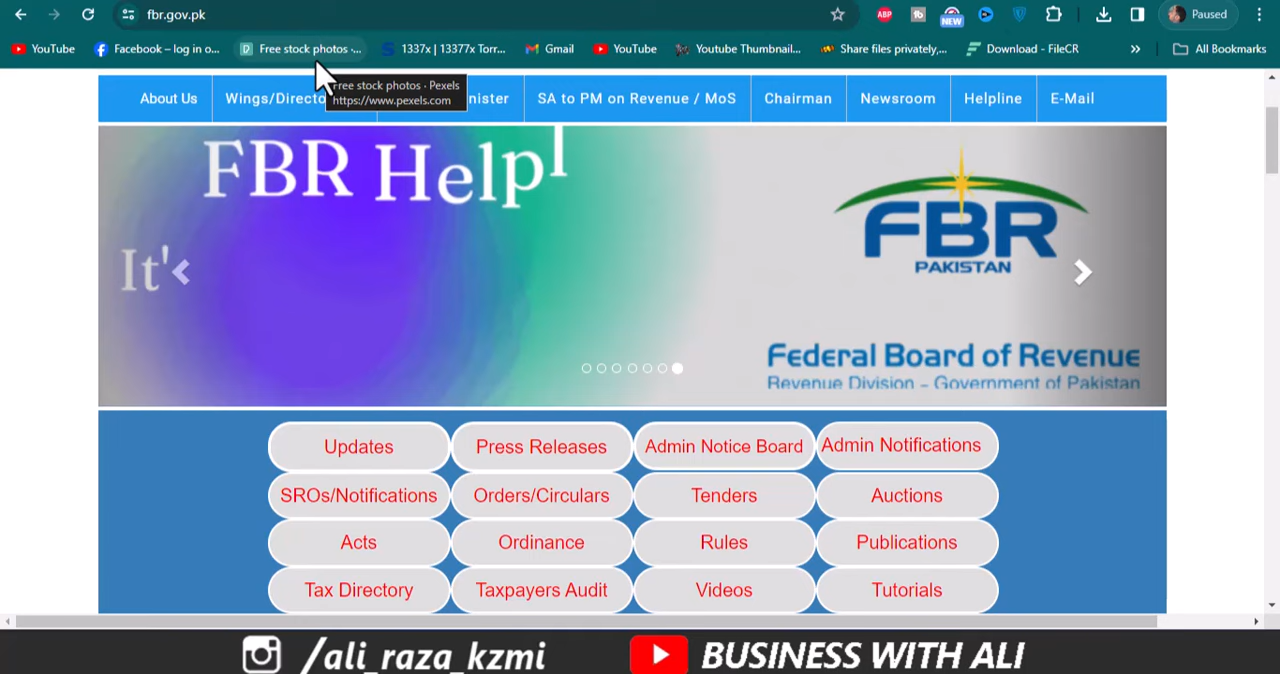 fbr.gov.pk
ABP
NEW
Paused
YouTube
Facebook – log in o...
Free stock photos ·...
1337x | 13377x Torr...
Gmail
YouTube
Youtube Thumbnail...
Share files privately,...
Download - FileCR
All Bookmarks
Free stock photos · Pexels
https://www.pexels.com
About Us
Wings/Directo
nister
SA to PM on Revenue / MoS
Chairman
Newsroom
Helpline
E-Mail
FBR Helpl
It'
FBR
PAKISTAN
Federal Board of Revenue
Revenue Division – Government of Pakistan
Updates
Press Releases
Admin Notice Board
Admin Notifications
SROs/Notifications
Orders/Circulars
Tenders
Auctions
Acts
Ordinance
Rules
Publications
Tax Directory
Taxpayers Audit
Videos
Tutorials
/ali_raza_kzmi
BUSINESS WITH ALI